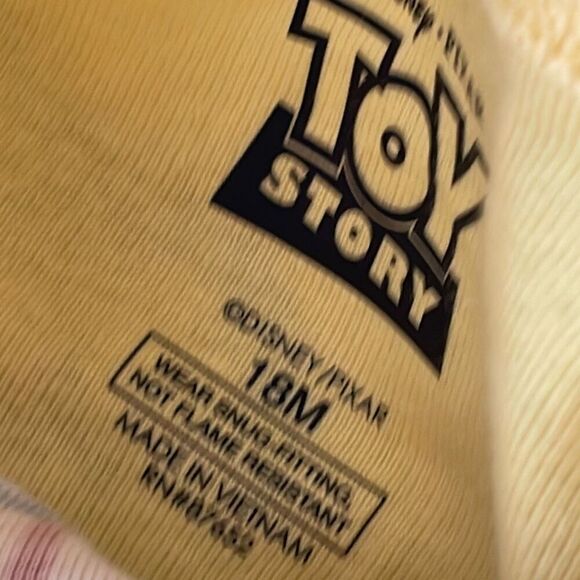 TOY
STORY
©DISNEY/PIXAR
18M
WEAR SNUG-FITTING,
NOT FLAME RESISTANT
MADE IN VIETNAM